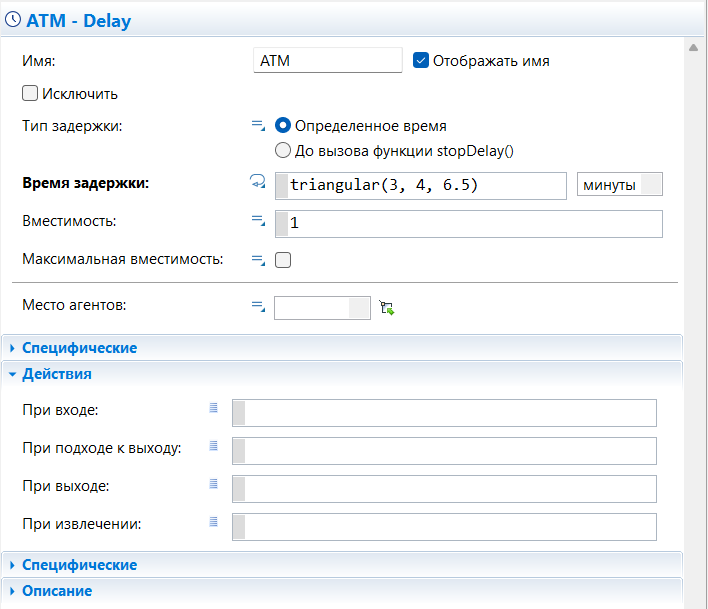 ATM - Delay
Имя: ATM Отображать имя
Исключить
Тип задержки: Определенное время
До вызова функции stopDelay()
Время задержки: triangular(3, 4, 6.5) минуты
Вместимость: 1
Максимальная вместимость:
Место агентов:
Специфические
Действия
При входе:
При подходе к выходу:
При выходе:
При извлечении:
Специфические
Описание